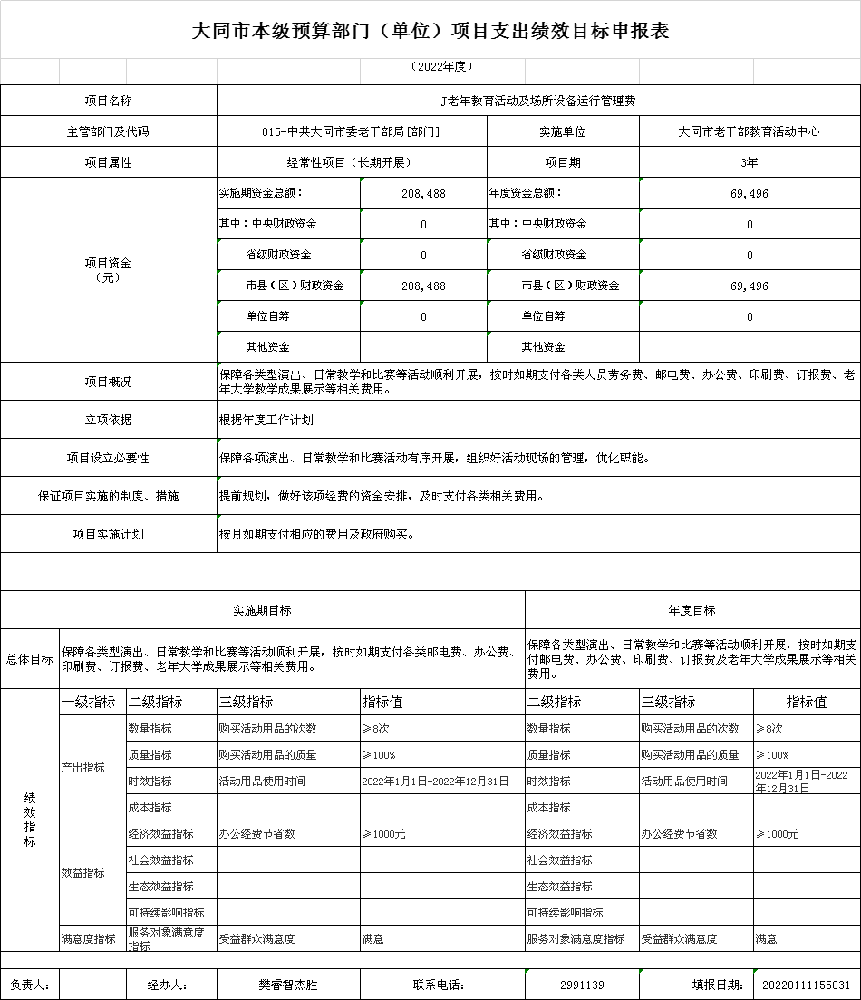 大同市本级预算部门（单位）项目支出绩效目标申报表
（2022年度）
项目名称 J老年教育活动及场所设备运行管理费
主管部门及代码 015-中共大同市委老干部局[部门] 实施单位 大同市老干部教育活动中心
项目属性 经常性项目（长期开展） 项目期 3年
项目资金
（元）
实施期资金总额： 208,488 年度资金总额： 69,496
其中：中央财政资金 0 其中：中央财政资金 0
省级财政资金 0 省级财政资金 0
市县（区）财政资金 208,488 市县（区）财政资金 69,496
单位自筹 0 单位自筹 0
其他资金 其他资金
项目概况
保障各类型演出、日常教学和比赛等活动顺利开展，按时如期支付各类人员劳务费、邮电费、办公费、印刷费、订报费、老
年大学教学成果展示等相关费用。
立项依据 根据年度工作计划
项目设立必要性 保障各项演出、日常教学和比赛活动有序开展，组织好活动现场的管理，优化职能。
保证项目实施的制度、措施 提前规划，做好该项经费的资金安排，及时支付各类相关费用。
项目实施计划 按月如期支付相应的费用及政府购买。
实施期目标 年度目标
总体目标
保障各类型演出、日常教学和比赛等活动顺利开展，按时如期支付各类邮电费、办公费、
印刷费、订报费、老年大学成果展示等相关费用。
保障各类型演出、日常教学和比赛等活动顺利开展，按时如期支
付邮电费、办公费、印刷费、订报费及老年大学成果展示等相关
费用。
绩
效
指
标
一级指标 二级指标 三级指标 指标值 二级指标 三级指标 指标值
产出指标
数量指标 购买活动用品的次数 ≥8次 数量指标 购买活动用品的次数 ≥8次
质量指标 购买活动用品的质量 ≥100% 质量指标 购买活动用品的质量 ≥100%
时效指标 活动用品使用时间 2022年1月1日-2022年12月31日 时效指标 活动用品使用时间 2022年1月1日-2022
年12月31日
成本指标 成本指标
效益指标
经济效益指标 办公经费节省数 ≥1000元 经济效益指标 办公经费节省数 ≥1000元
社会效益指标 社会效益指标
生态效益指标 生态效益指标
可持续影响指标 可持续影响指标
满意度指标 服务对象满意度
指标 受益群众满意度 满意 服务对象满意度指标 受益群众满意度 满意
负责人： 经办人： 樊睿智杰胜 联系电话： 2991139 填报日期： 20220111155031